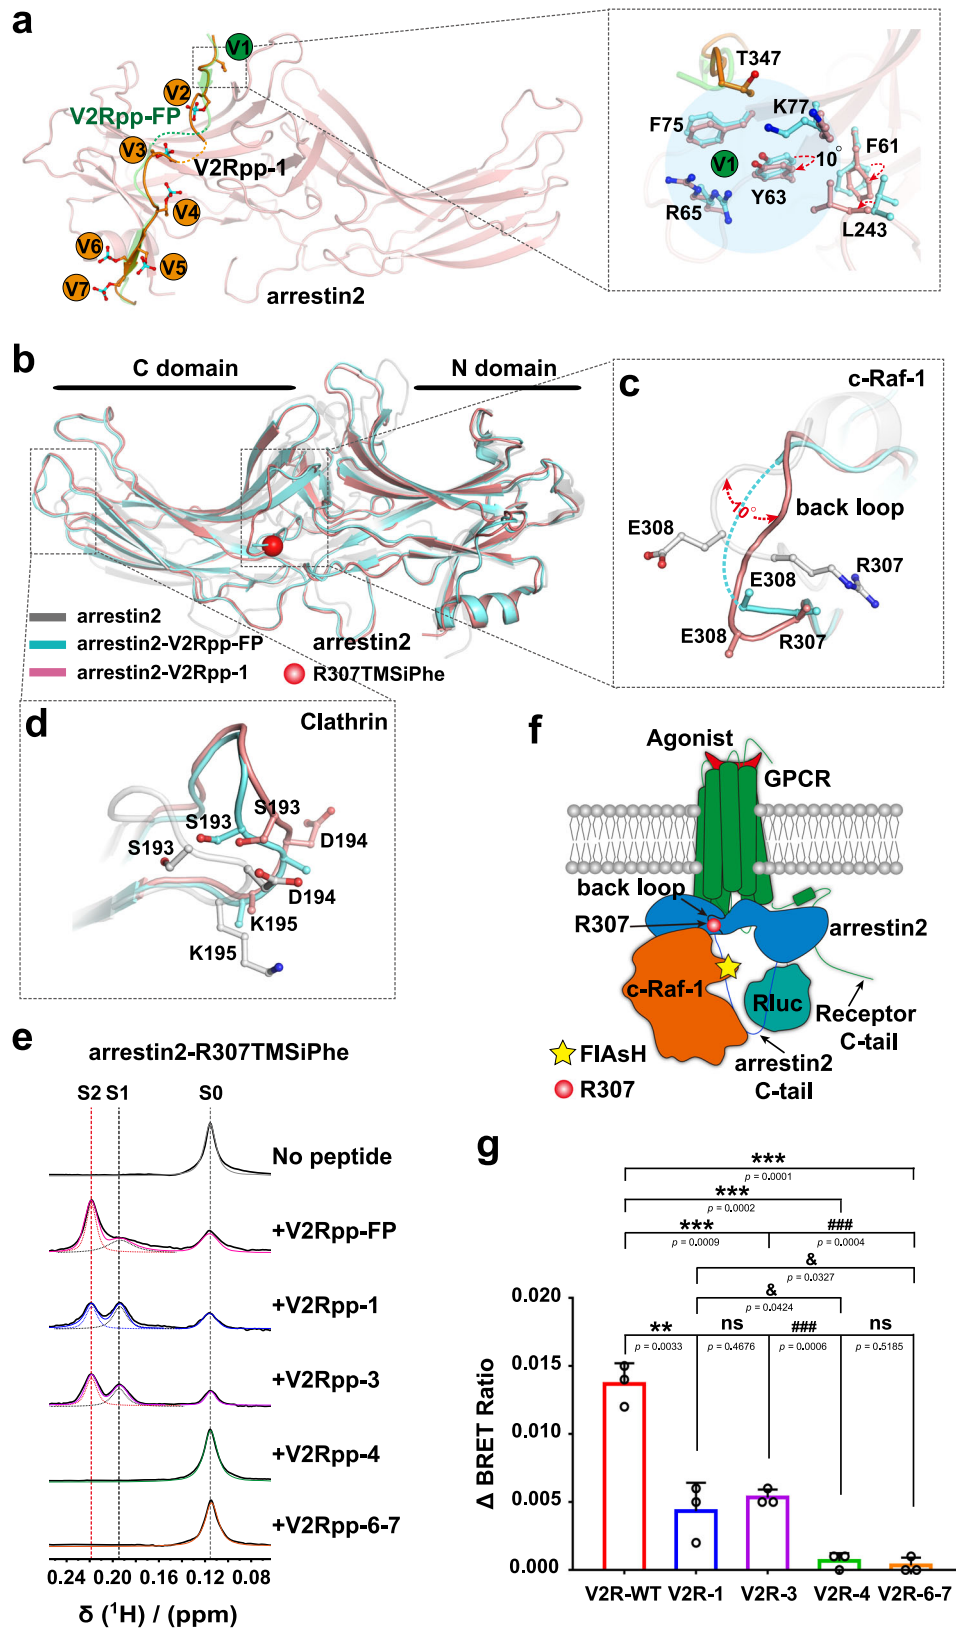 a
V1
V2
V2Rpp-FP
V3
V2Rpp-1
V4
V6
V5
V7
arrestin2
T347
K77
F75
F61
V1
10°
R65
Y63
L243
b
C domain
N domain
arrestin2
arrestin2-V2Rpp-FP
arrestin2-V2Rpp-1
arrestin2
R307TMSiPhe
c
c-Raf-1
10°
back loop
E308
E308
R307
E308
R307
d
Clathrin
S193
S193
S193
D194
D194
K195
K195
f
Agonist
GPCR
back loop
R307
arrestin2
c-Raf-1
Rluc
Receptor
C-tail
FlAsH
arrestin2
C-tail
R307
e
arrestin2-R307TMSiPhe
S2 S1 S0
No peptide
+V2Rpp-FP
+V2Rpp-1
+V2Rpp-3
+V2Rpp-4
+V2Rpp-6-7
0.24 0.20 0.16 0.12 0.08
δ (¹H) / (ppm)
g
***
p = 0.0001
***
p = 0.0002
*** ###
p = 0.0009 p = 0.0004
&
p = 0.0327
&
p = 0.0424
** ns ### ns
p = 0.0033 p = 0.4676 p = 0.0006 p = 0.5185
0.020
0.015
0.010
0.005
0.000
Δ BRET Ratio
V2R-WT V2R-1 V2R-3 V2R-4 V2R-6-7